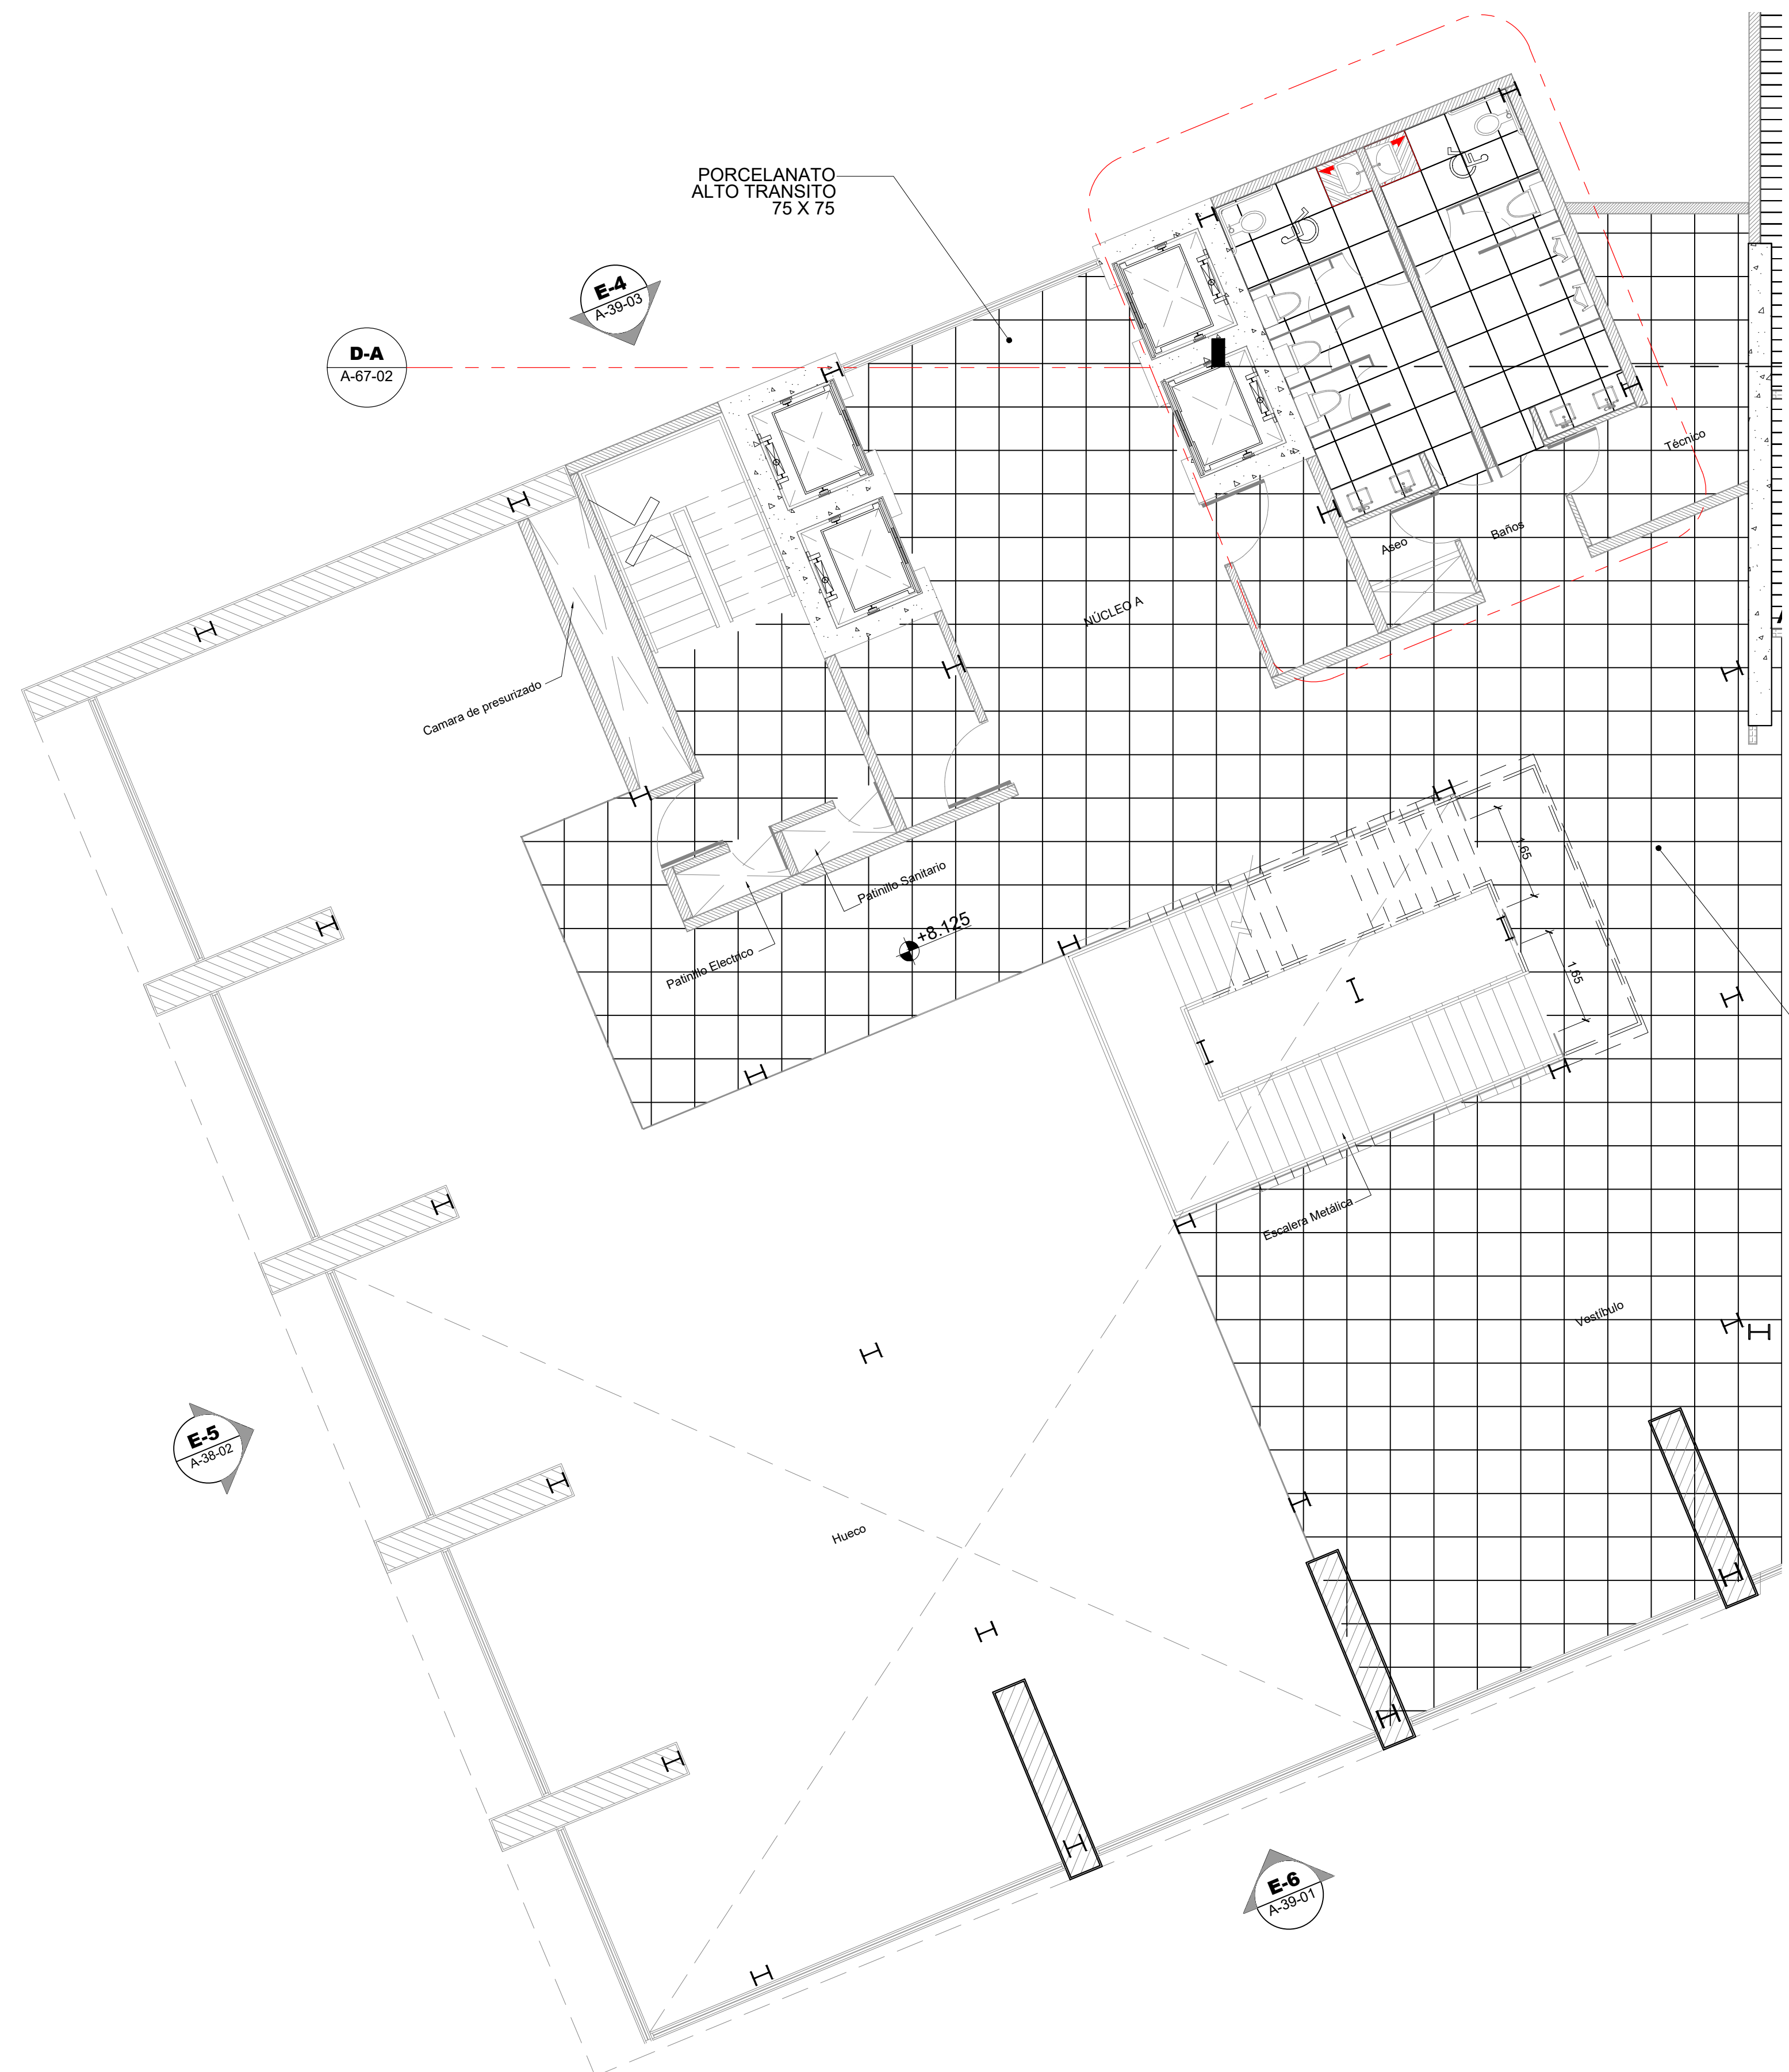 PORCELANATO
ALTO TRANSITO
75 X 75
E-4
A-39-03
D-A
A-67-02
Técnico
Baños
Aseo
NÚCLEO A
Camara de presurizado
Patinillo Sanitario
+8.125
Patinillo Electrico
1.65
1.65
Escalera Metálica
Vestíbulo
E-5
A-38-02
Hueco
E-6
A-39-01